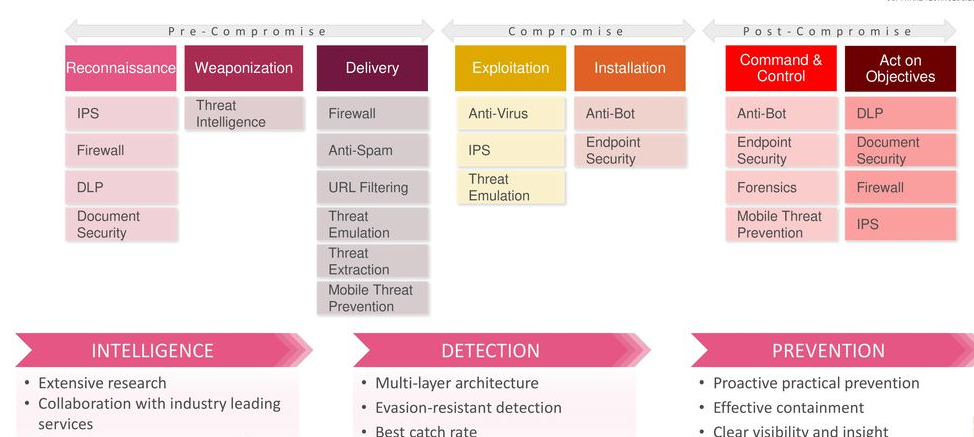 Pre-Compromise
Compromise
Post-Compromise
Reconnaissance
Weaponization
Delivery
Exploitation
Installation
Command &
Control
Act on
Objectives
IPS
Firewall
DLP
Document
Security
Threat
Intelligence
Firewall
Anti-Spam
URL Filtering
Threat
Emulation
Threat
Extraction
Mobile Threat
Prevention
Anti-Virus
IPS
Threat
Emulation
Anti-Bot
Endpoint
Security
Anti-Bot
Endpoint
Security
Forensics
Mobile Threat
Prevention
DLP
Document
Security
Firewall
IPS
INTELLIGENCE
• Extensive research
• Collaboration with industry leading
services
DETECTION
• Multi-layer architecture
• Evasion-resistant detection
• Best catch rate
PREVENTION
• Proactive practical prevention
• Effective containment
• Clear visibility and insight